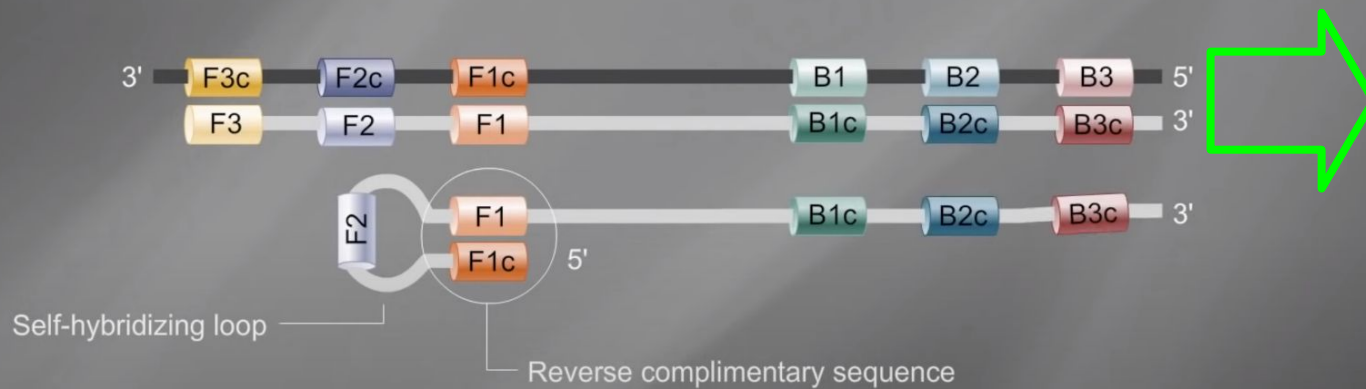 3' F3c F2c F1c B1 B2 B3 5'
F3 F2 F1 B1c B2c B3c 3'
F2 F1 B1c B2c B3c 3'
F1c 5'
Self-hybridizing loop
Reverse complimentary sequence